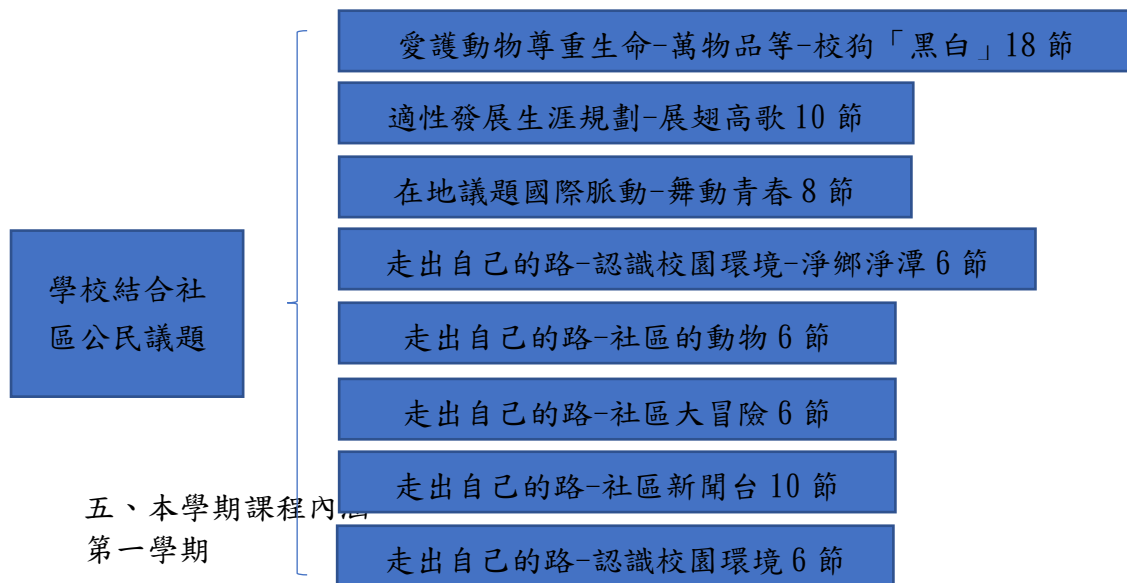 愛護動物尊重生命-萬物品等-校狗「黑白」18 節
適性發展生涯規劃-展翅高歌 10 節
在地議題國際脈動-舞動青春 8 節
走出自己的路-認識校園環境-淨鄉淨潭 6 節
學校結合社
區公民議題
走出自己的路-社區的動物 6 節
走出自己的路-社區大冒險 6 節
走出自己的路-社區新聞台 10 節
五、本學期課程內
第一學期
走出自己的路-認識校園環境 6 節